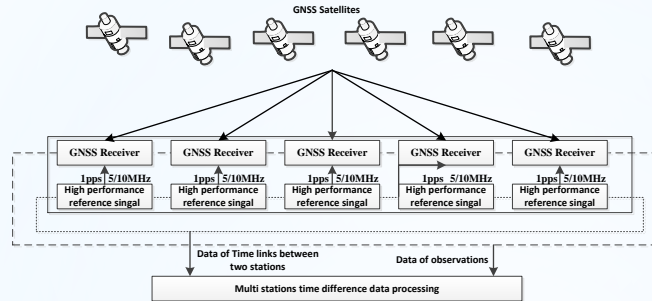 GNSS Satellites
GNSS Receiver GNSS Receiver GNSS Receiver GNSS Receiver GNSS Receiver
1pps 5/10MHz 1pps 5/10MHz 1pps 5/10MHz 1pps 5/10MHz 1pps 5/10MHz
High performance High performance High performance High performance High performance
reference singal reference singal reference singal reference singal reference singal
Data of Time links between
two stations
Data of observations
Multi stations time difference data processing